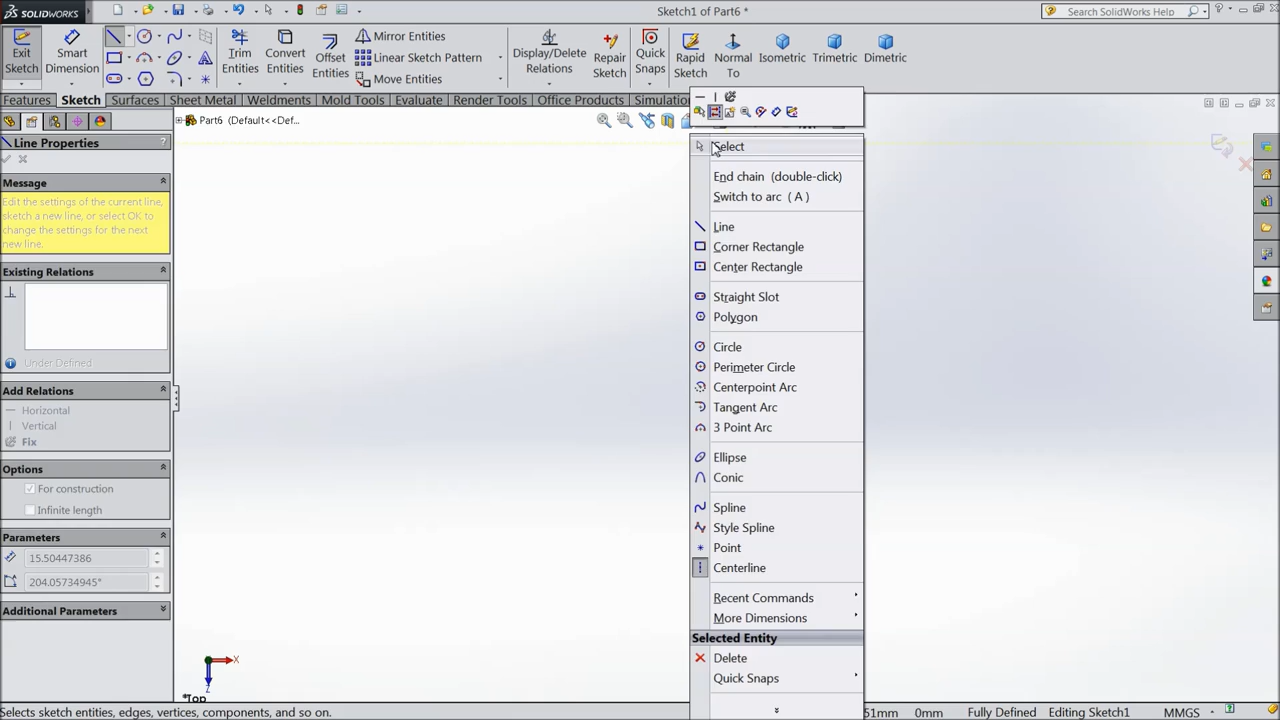 SOLIDWORKS
Sketch1 of Part6 *
Search SolidWorks Help
Exit Sketch
Smart Dimension
Trim Entities
Convert Entities
Offset Entities
Mirror Entities
Linear Sketch Pattern
Move Entities
Display/Delete Relations
Repair Sketch
Quick Snaps
Rapid Sketch
Normal To
Isometric
Trimetric
Dimetric
Features
Sketch
Surfaces
Sheet Metal
Weldments
Mold Tools
Evaluate
Render Tools
Office Products
Simulation
Part6 (Default<<Def...
Line Properties
?
Message
Edit the settings of the current line,
sketch a new line, or select OK to
change the settings for the next
new line.
Existing Relations
Under Defined
Add Relations
Horizontal
Vertical
Fix
Options
For construction
Infinite length
Parameters
15.50447386
204.05734945°
Additional Parameters
Select
End chain (double-click)
Switch to arc ( A )
Line
Corner Rectangle
Center Rectangle
Straight Slot
Polygon
Circle
Perimeter Circle
Centerpoint Arc
Tangent Arc
3 Point Arc
Ellipse
Conic
Spline
Style Spline
Point
Centerline
Recent Commands
More Dimensions
Selected Entity
Delete
Quick Snaps
X
Z
*Top
Selects sketch entities, edges, vertices, components, and so on.
51mm
0mm
Fully Defined
Editing Sketch1
MMGS